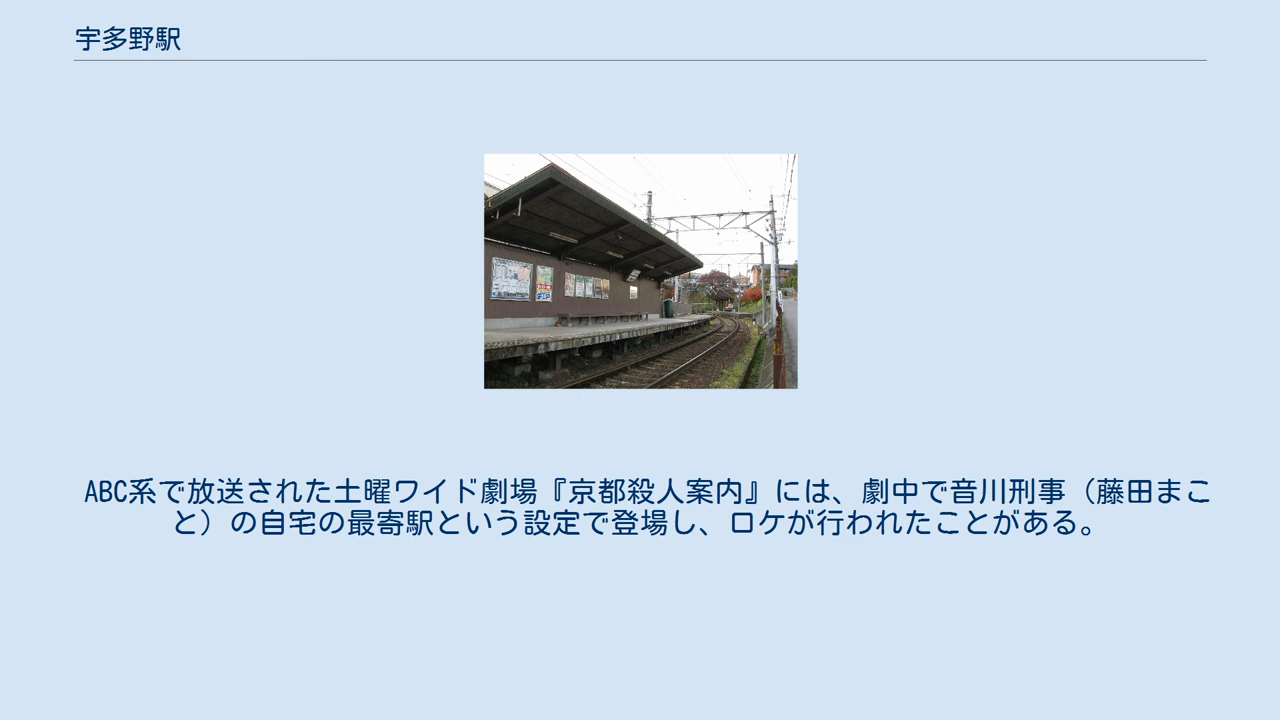 宇多野駅
ABC系で放送された土曜ワイド劇場『京都殺人案内』には、劇中で音川刑事（藤田まこ
と）の自宅の最寄駅という設定で登場し、ロケが行われたことがある。